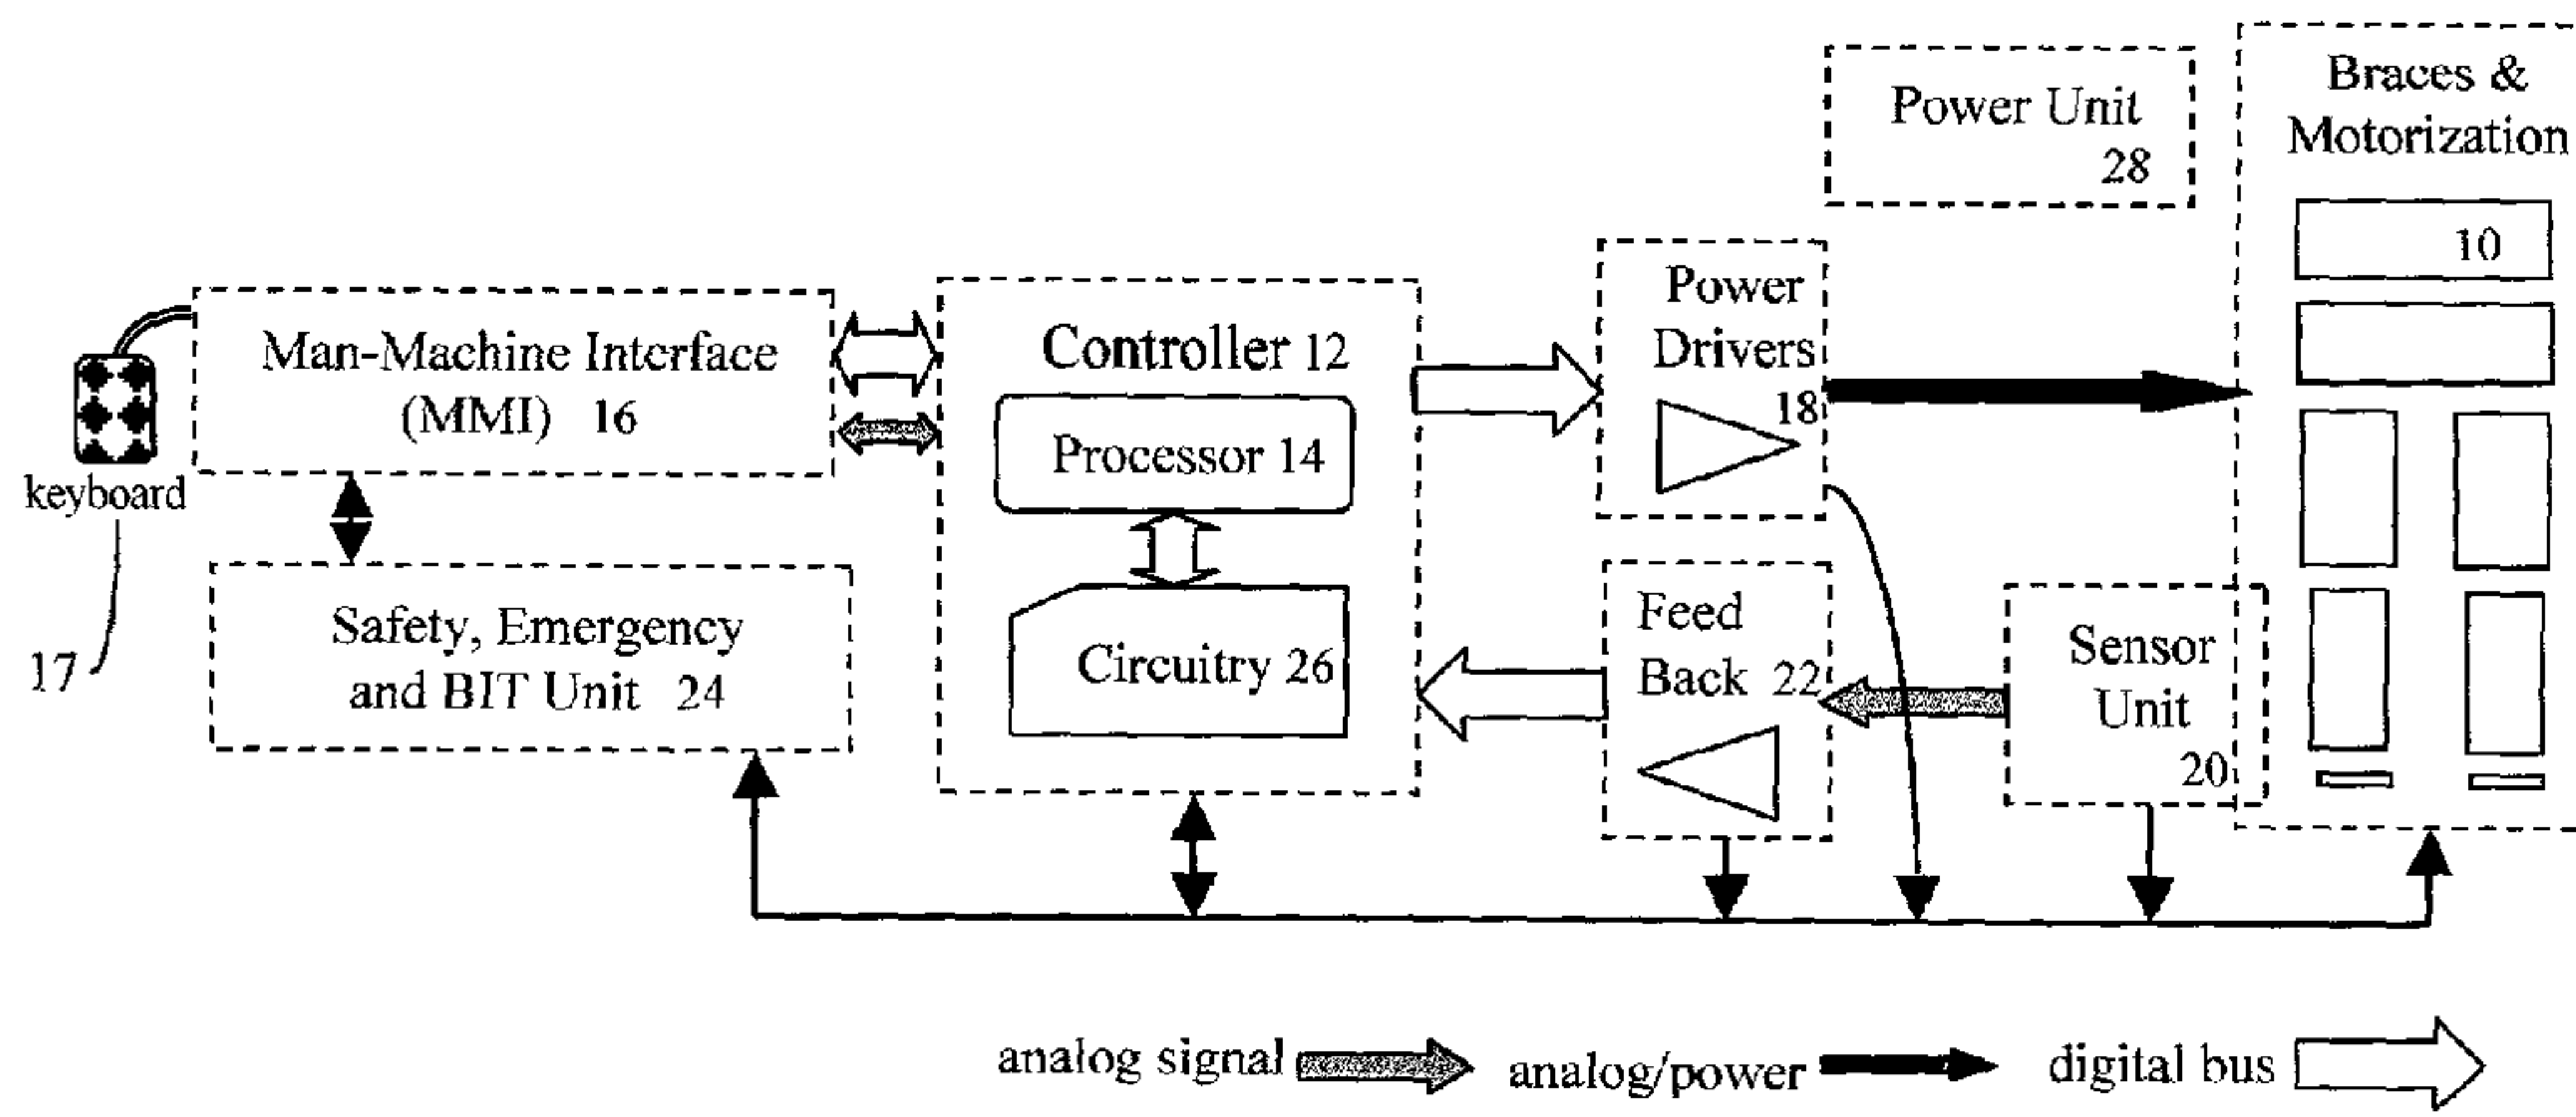 Braces &
Motorization
10
Power Unit
28
Power
Drivers
18
Man-Machine Interface
(MMI) 16
Controller 12
Processor 14
Circuitry 26
keyboard
17
Safety, Emergency
and BIT Unit 24
Feed
Back 22
Sensor
Unit
20
analog signal
analog/power
digital bus